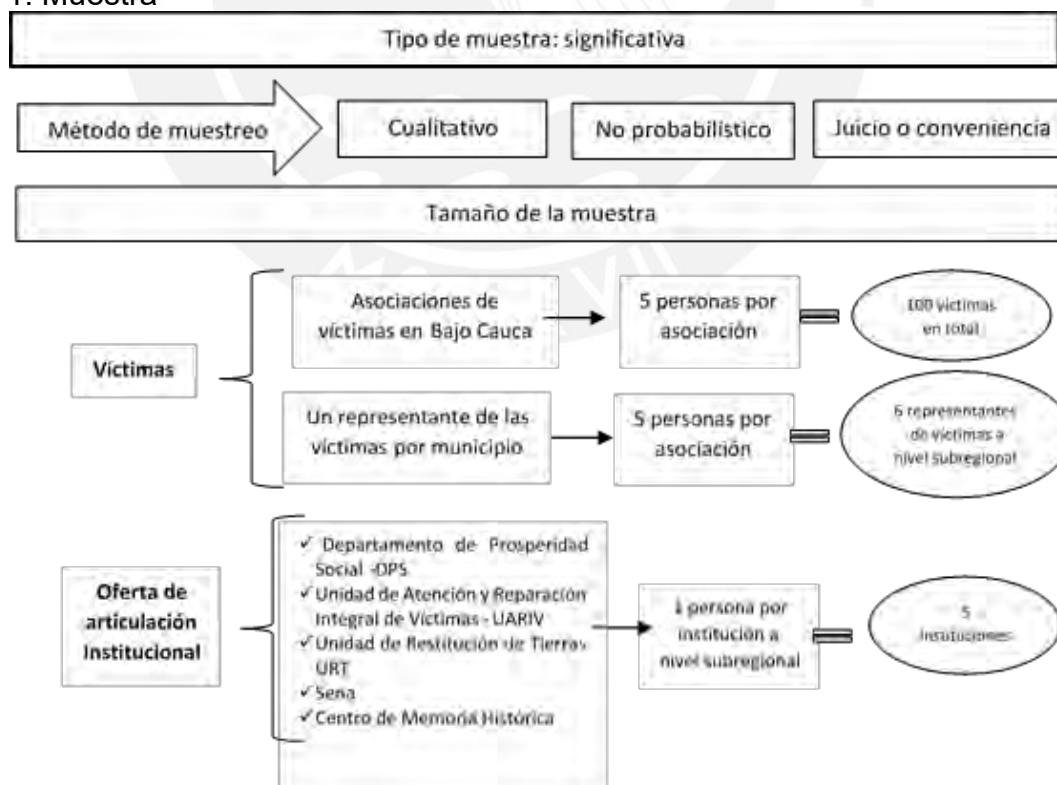 1. Muestra
Tipo de muestra: significativa
Método de muestreo
Cualitativo
No probabilístico
Juicio o conveniencia
Tamaño de la muestra
Víctimas
Asociaciones de
víctimas en Bajo Cauca
5 personas por
asociación
100 víctimas
en total
Un representante de las
víctimas por municipio
5 personas por
asociación
6 representantes
de víctimas a
nivel subregional
Oferta de
articulación
Institucional
✓ Departamento de Prosperidad
Social -DPS
✓ Unidad de Atención y Reparación
Integral de Víctimas - UARIV
✓ Unidad de Restitución de Tierras
URT
✓ Sena
✓ Centro de Memoria Histórica
1 persona por
institución a
nivel subregional
5
Instituciones